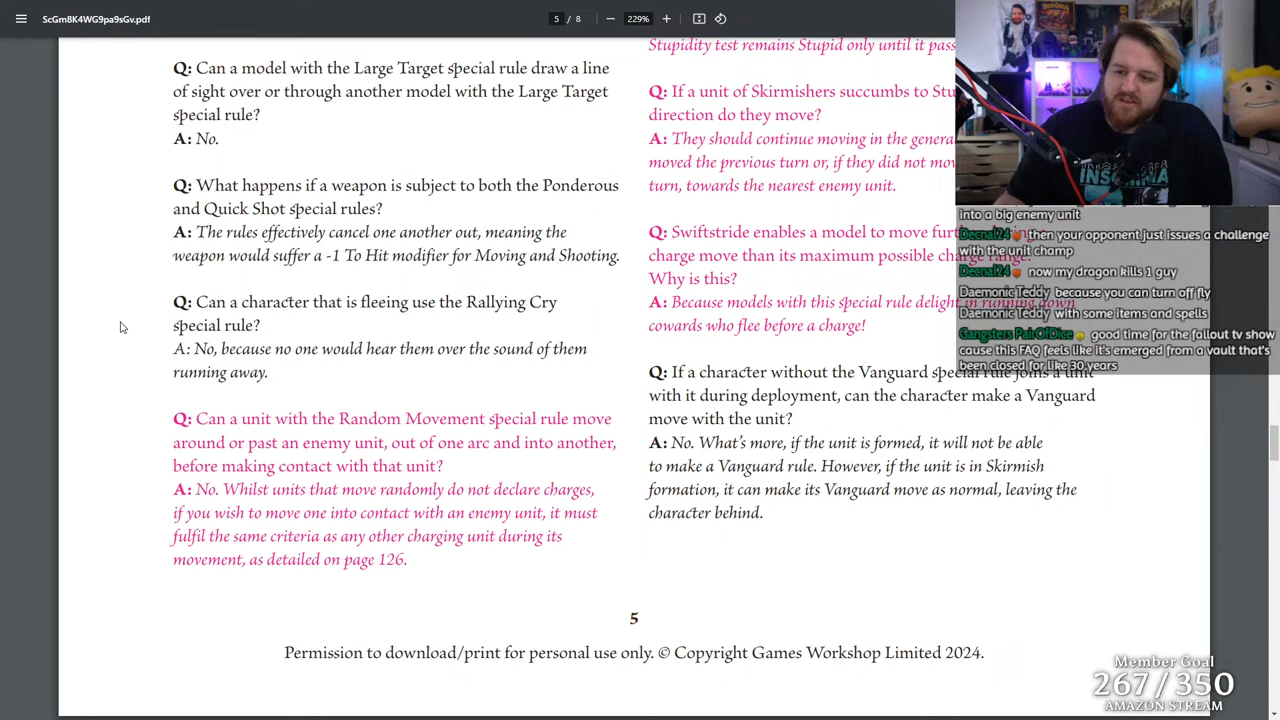 ScGm8K4WG9pa9sGv.pdf
5 / 8
229%
Q: Can a model with the Large Target special rule draw a line
of sight over or through another model with the Large Target
special rule?
A: No.
Q: What happens if a weapon is subject to both the Ponderous
and Quick Shot special rules?
A: The rules effectively cancel one another out, meaning the
weapon would suffer a -1 To Hit modifier for Moving and Shooting.
Q: Can a character that is fleeing use the Rallying Cry
special rule?
A: No, because no one would hear them over the sound of them
running away.
Q: Can a unit with the Random Movement special rule move
around or past an enemy unit, out of one arc and into another,
before making contact with that unit?
A: No. Whilst units that move randomly do not declare charges,
if you wish to move one into contact with an enemy unit, it must
fulfil the same criteria as any other charging unit during its
movement, as detailed on page 126.
Stupidity test remains Stupid only until it pass
Q: If a unit of Skirmishers succumbs to Stu
direction do they move?
A: They should continue moving in the genera
moved the previous turn or, if they did not mov
turn, towards the nearest enemy unit.
Q: Swiftstride enables a model to move furt
charge move than its maximum possible charge range.
Why is this?
A: Because models with this special rule delight in running down
cowards who flee before a charge!
Q: If a character without the Vanguard special rule joins a unit
with it during deployment, can the character make a Vanguard
move with the unit?
A: No. What's more, if the unit is formed, it will not be able
to make a Vanguard rule. However, if the unit is in Skirmish
formation, it can make its Vanguard move as normal, leaving the
character behind.
5
Permission to download/print for personal use only. © Copyright Games Workshop Limited 2024.
INSOMNIA
into a big enemy unit
Decnal24 then your opponent just issues a challenge
with the unit champ
Decnal24 now my dragon kills 1 guy
Daemonic Teddy because you can turn off fly
Daemonic Teddy with some items and spells
Gangsters PairOfDice good time for the fallout tv show
cause this FAQ feels like it's emerged from a vault that's
been closed for like 30 years
Member Goal
267 / 350
AMAZON STREAM